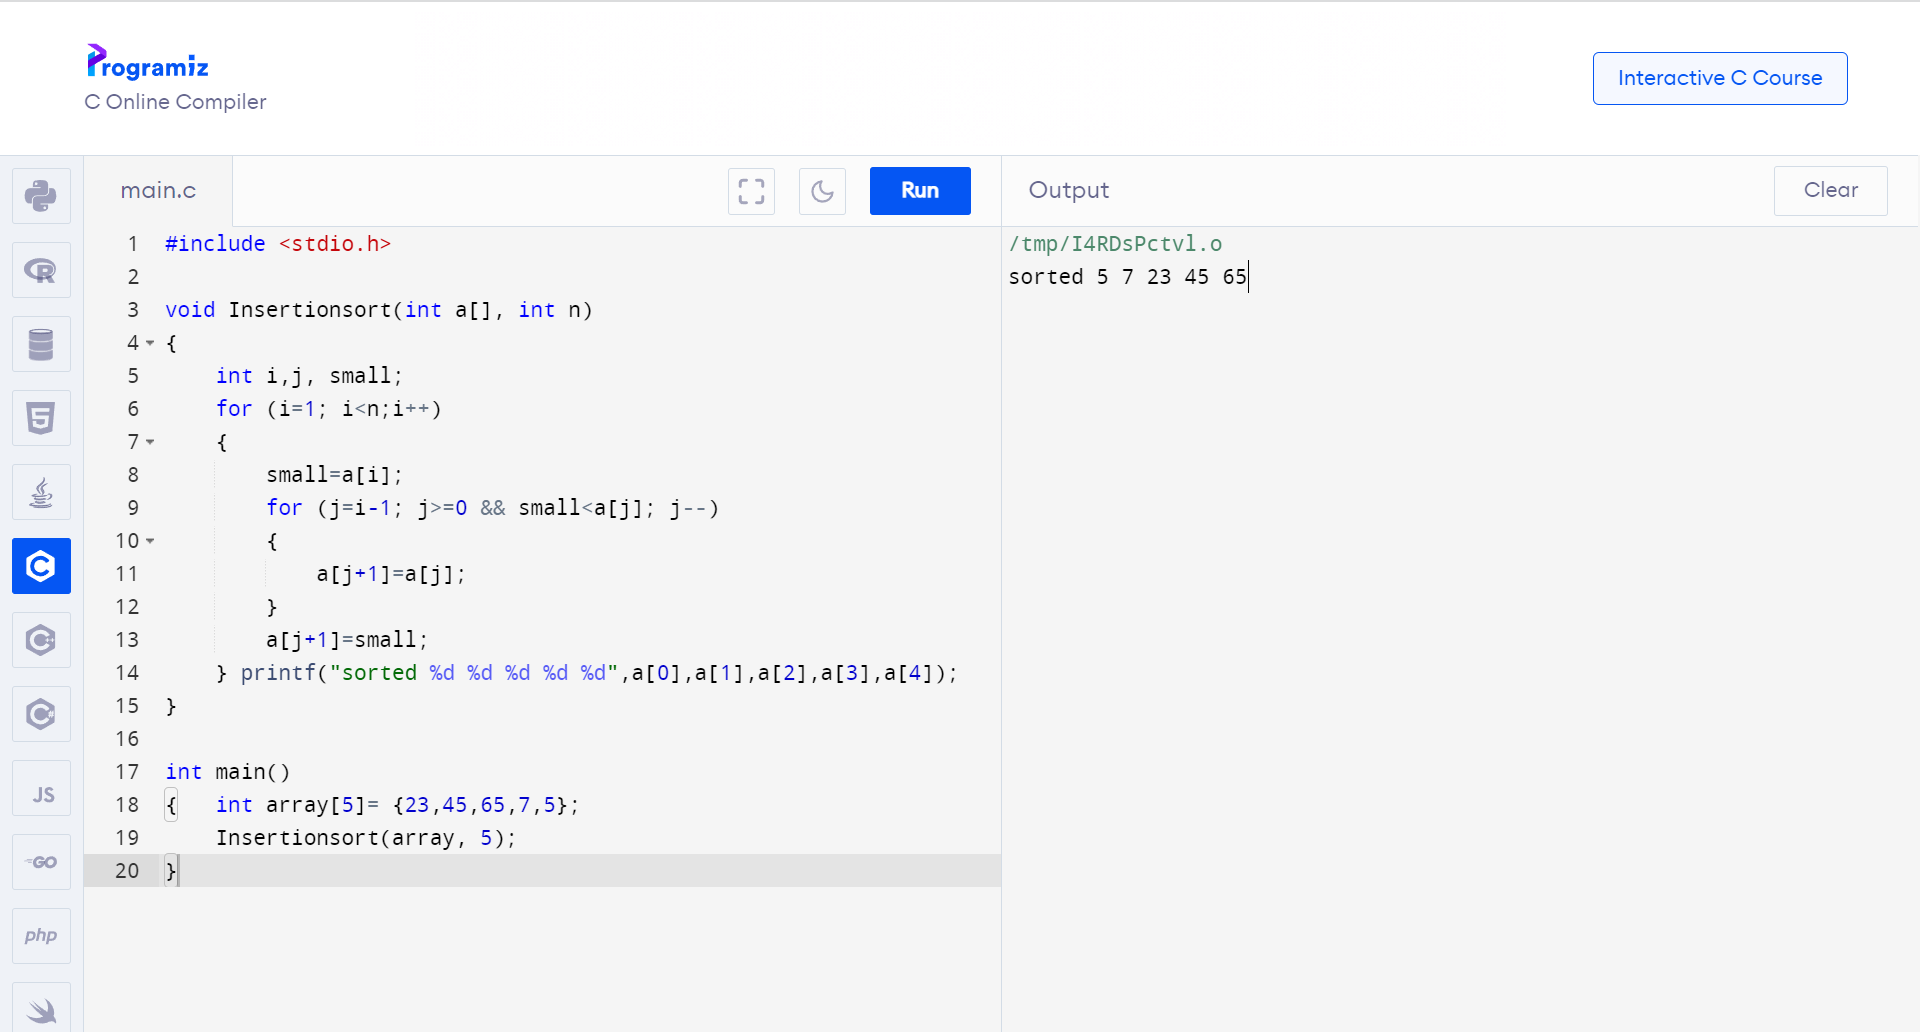 Programiz
C Online Compiler
Interactive C Course
main.c
Run
Output
Clear
1 #include <stdio.h>
2
3 void Insertionsort(int a[], int n)
4 {
5     int i,j, small;
6     for (i=1; i<n;i++)
7     {
8         small=a[i];
9         for (j=i-1; j>=0 && small<a[j]; j--)
10         {
11             a[j+1]=a[j];
12         }
13         a[j+1]=small;
14     } printf("sorted %d %d %d %d %d",a[0],a[1],a[2],a[3],a[4]);
15 }
16
17 int main()
18 {   int array[5]= {23,45,65,7,5};
19     Insertionsort(array, 5);
20 }
/tmp/I4RDsPctvl.o
sorted 5 7 23 45 65
R
5
C
C
C#
JS
GO
php